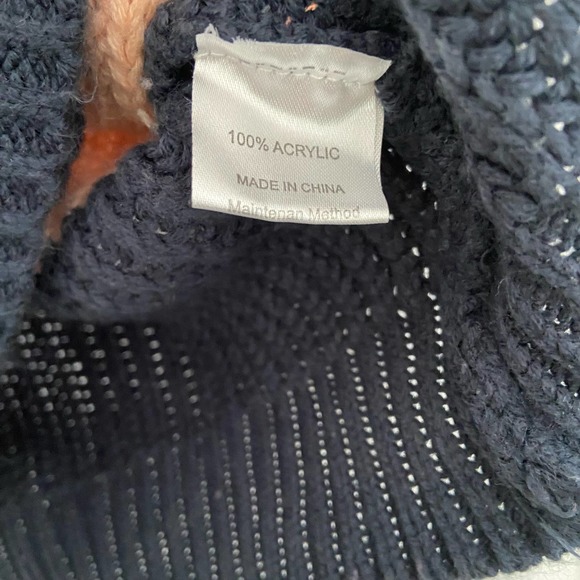 100% ACRYLIC
MADE IN CHINA
Maintenan Method